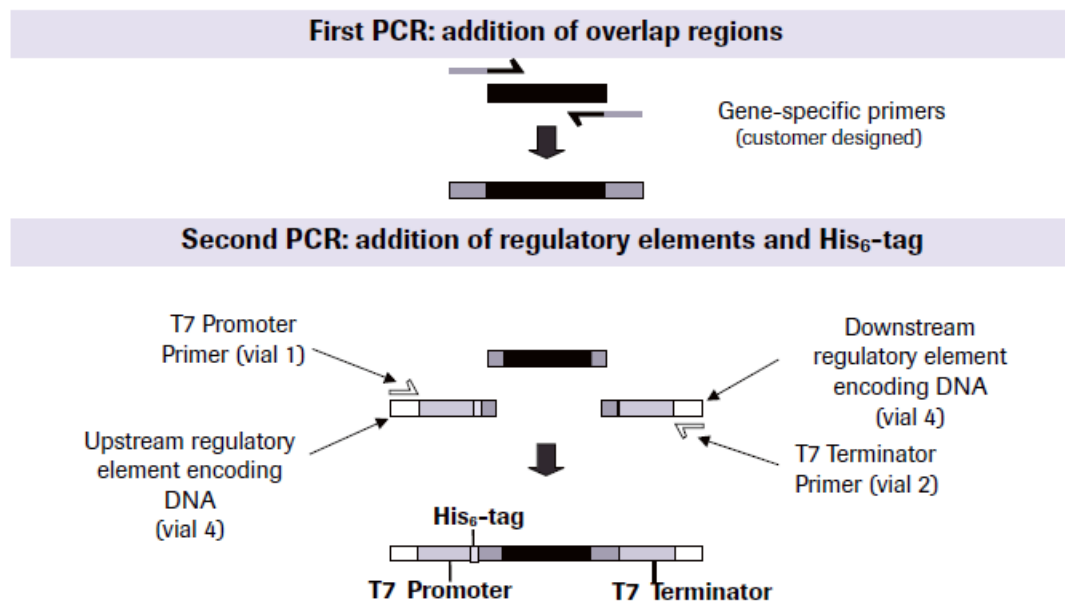 First PCR: addition of overlap regions
Gene-specific primers
(customer designed)
Second PCR: addition of regulatory elements and His₆-tag
T7 Promoter
Primer (vial 1)
Downstream
regulatory element
encoding DNA
(vial 4)
Upstream regulatory
element encoding
DNA
(vial 4)
T7 Terminator
Primer (vial 2)
His₆-tag
T7 Promoter
T7 Terminator